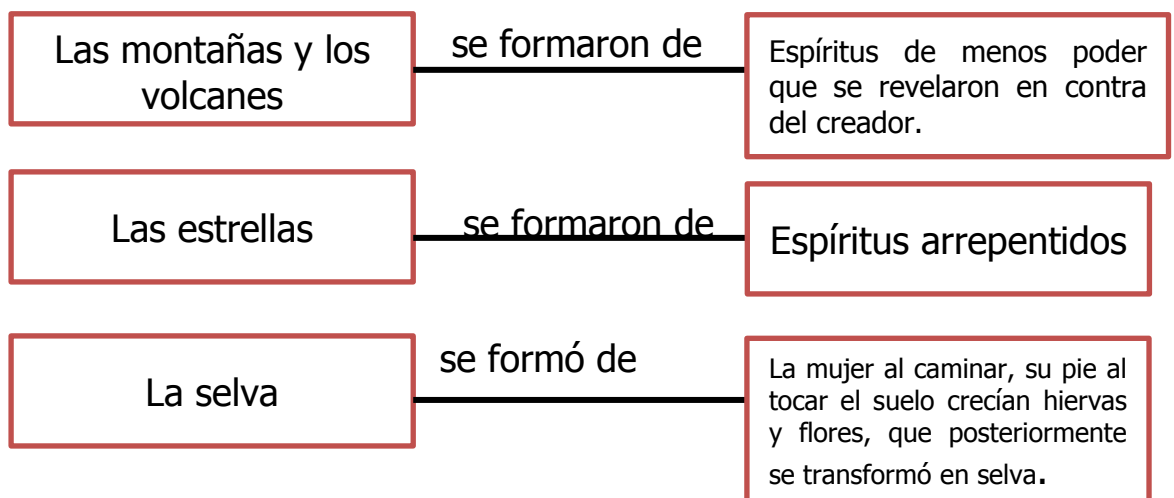 Las montañas y los
volcanes
se formaron de
Espíritus de menos poder
que se revelaron en contra
del creador.
Las estrellas
se formaron de
Espíritus arrepentidos
La selva
se formó de
La mujer al caminar, su pie al
tocar el suelo crecían hiervas
y flores, que posteriormente
se transformó en selva.